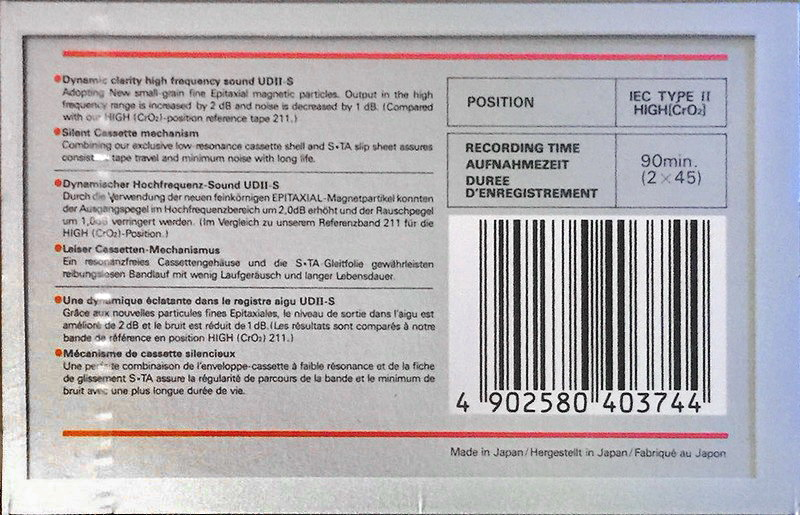 ●Dynamic clarity high frequency sound UDII-S
Adopting New small-grain fine Epitaxial magnetic particles. Output in the high
frequency range is increased by 2 dB and noise is decreased by 1 dB. (Compared
with our HIGH (CrO₂)-position reference tape 211.)
●Silent Cassette mechanism
Combining our exclusive low resonance cassette shell and S•TA slip sheet assures
consistent tape travel and minimum noise with long life.
●Dynamischer Hochfrequenz-Sound UDII-S
Durch die Verwendung der neuen feinkörnigen EPITAXIAL-Magnetpartikel konnten
der Ausgangspegel im Hochfrequenzbereich um 2,0dB erhöht und der Rauschpegel
um 1,0dB verringert werden. (Im Vergleich zu unserem Referenzband 211 für die
HIGH (CrO₂)-Position.)
●Leiser Cassetten-Mechanismus
Ein resonanzfreies Cassettengehäuse und die S•TA-Gleitfolie gewährleisten
reibungslosen Bandlauf mit wenig Laufgeräusch und langer Lebensdauer.
●Une dynamique éclatante dans le registre aigu UDII-S
Grâce aux nouvelles particules fines Epitaxiales, le niveau de sortie dans l'aigu est
amélioré de 2 dB et le bruit est réduit de 1 dB. (Les résultats sont comparés à notre
bande de référence en position HIGH (CrO₂) 211.)
●Mécanisme de cassette silencieux
Une parfaite combinaison de l'enveloppe-cassette à faible résonance et de la fiche
de glissement S•TA assure la régularité de parcours de la bande et le minimum de
bruit avec une plus longue durée de vie.
POSITION
IEC TYPE II
HIGH[CrO₂]
RECORDING TIME
AUFNAHMEZEIT
DUREE
D'ENREGISTREMENT
90min.
(2×45)
4 902580 403744
Made in Japan/Hergestellt in Japan/Fabriqué au Japon